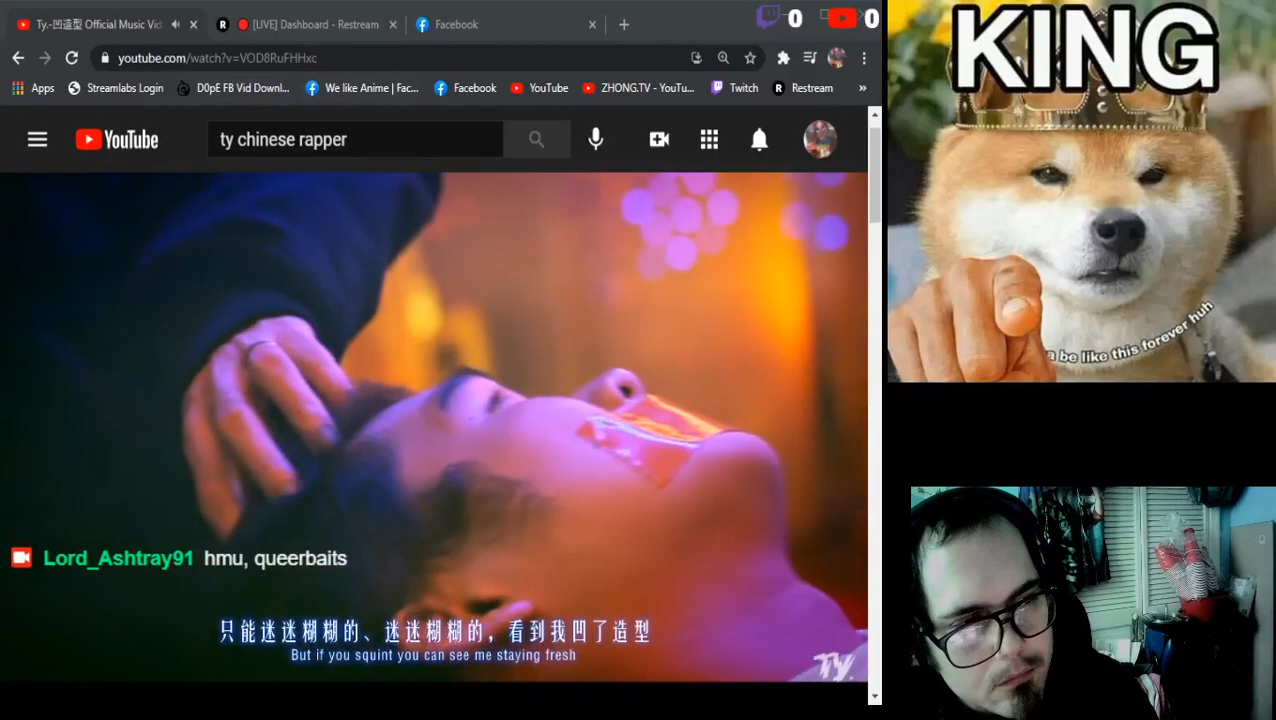 Ty.-凹造型 Official Music Vid
[LIVE] Dashboard - Restream
Facebook
0
0
youtube.com/watch?v=VOD8RuFHHxc
Apps
Streamlabs Login
D0pE FB Vid Downl...
We like Anime | Fac...
Facebook
YouTube
ZHONG.TV - YouTu...
Twitch
Restream
YouTube
ty chinese rapper
KING
a be like this forever huh
Lord_Ashtray91 hmu, queerbaits
只能迷迷糊糊的、迷迷糊糊的，看到我凹了造型
But if you squint you can see me staying fresh
TY.